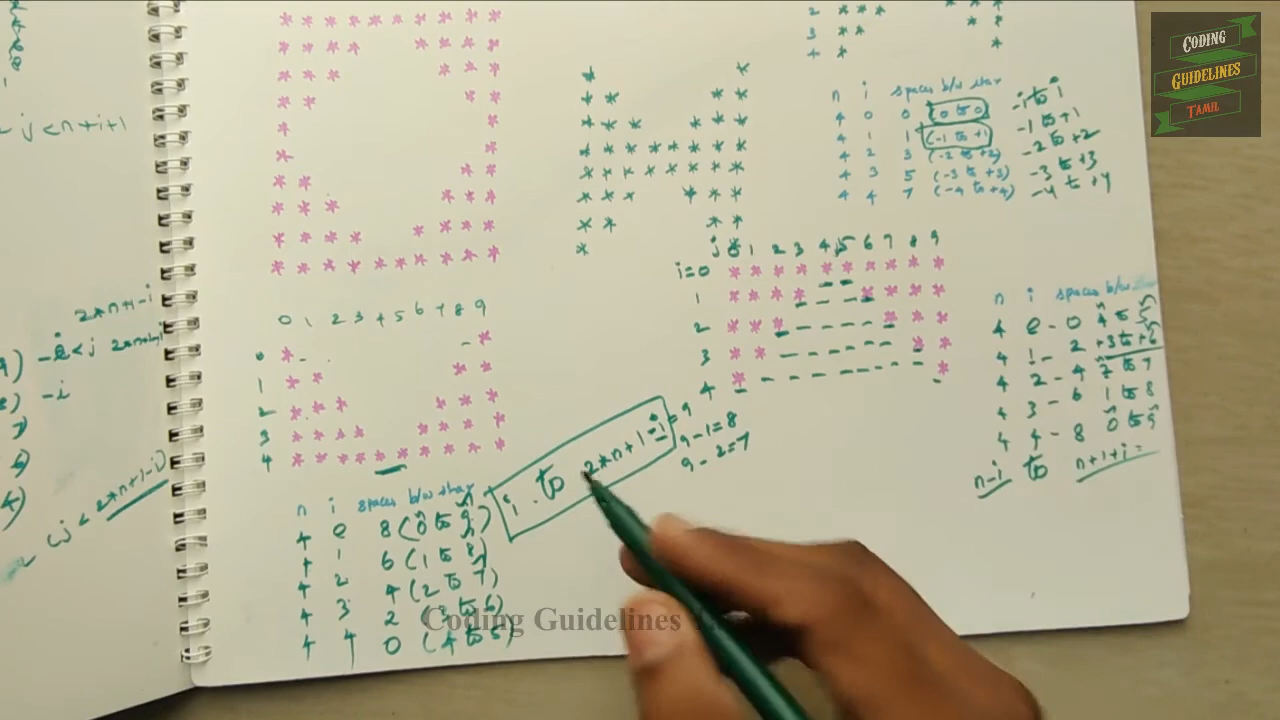 CODING
GUIDELINES
TAMIL
2
3
4
j < n+i+1
n i spaces b/w star
4 0 0 (0 to 0) -i to i
4 1 1 (-1 to +1) -1 to +1
4 2 3 (-2 to +2) -2 to +2
4 3 5 (-3 to +3) -3 to +3
4 4 7 (-4 to +4) -4 to +4
j 0 1 2 3 4 5 6 7 8 9
i=0
1
2
3
4
0 1 2 3 4 5 6 7 8 9
0
1
2
3
4
2*n+1-i
-i
(j < 2*n+1-i)
n i spaces b/w star
4 0 8 (0 to 9)
4 1 6 (1 to 8)
4 2 4 (2 to 7)
4 3 2 (3 to 6)
4 4 0 (4 to 5)
i to 2*n+1-i = 9
9-1=8
9-2=7
n i spaces b/w
4 0 - 0 4 to 5
4 1 - 2 +3 to +6
4 2 - 4 2 to 7
4 3 - 6 1 to 8
4 4 - 8 0 to 9
n-i to n+1+i =
Coding Guidelines